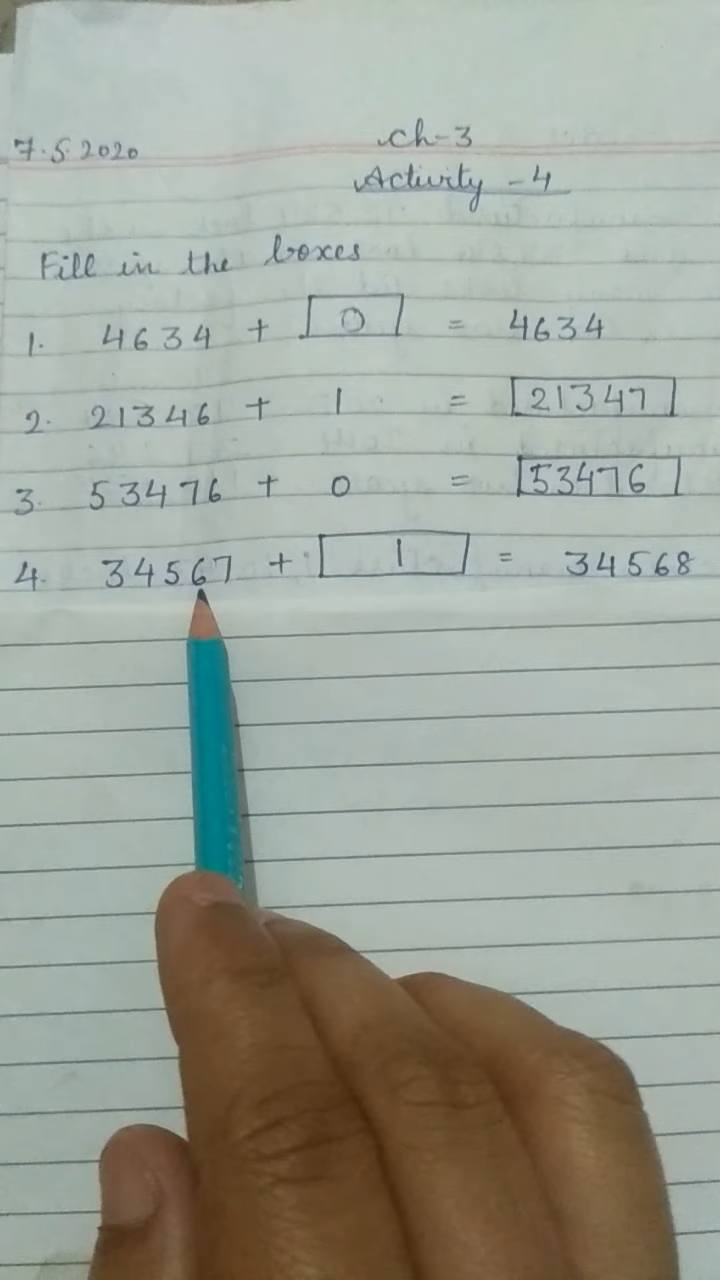 7.5.2020
Ch-3
Activity - 4
Fill in the boxes
1. 4634 + 0 = 4634
2. 21346 + 1 = 21347
3. 53476 + 0 = 53476
4. 34567 + 1 = 34568